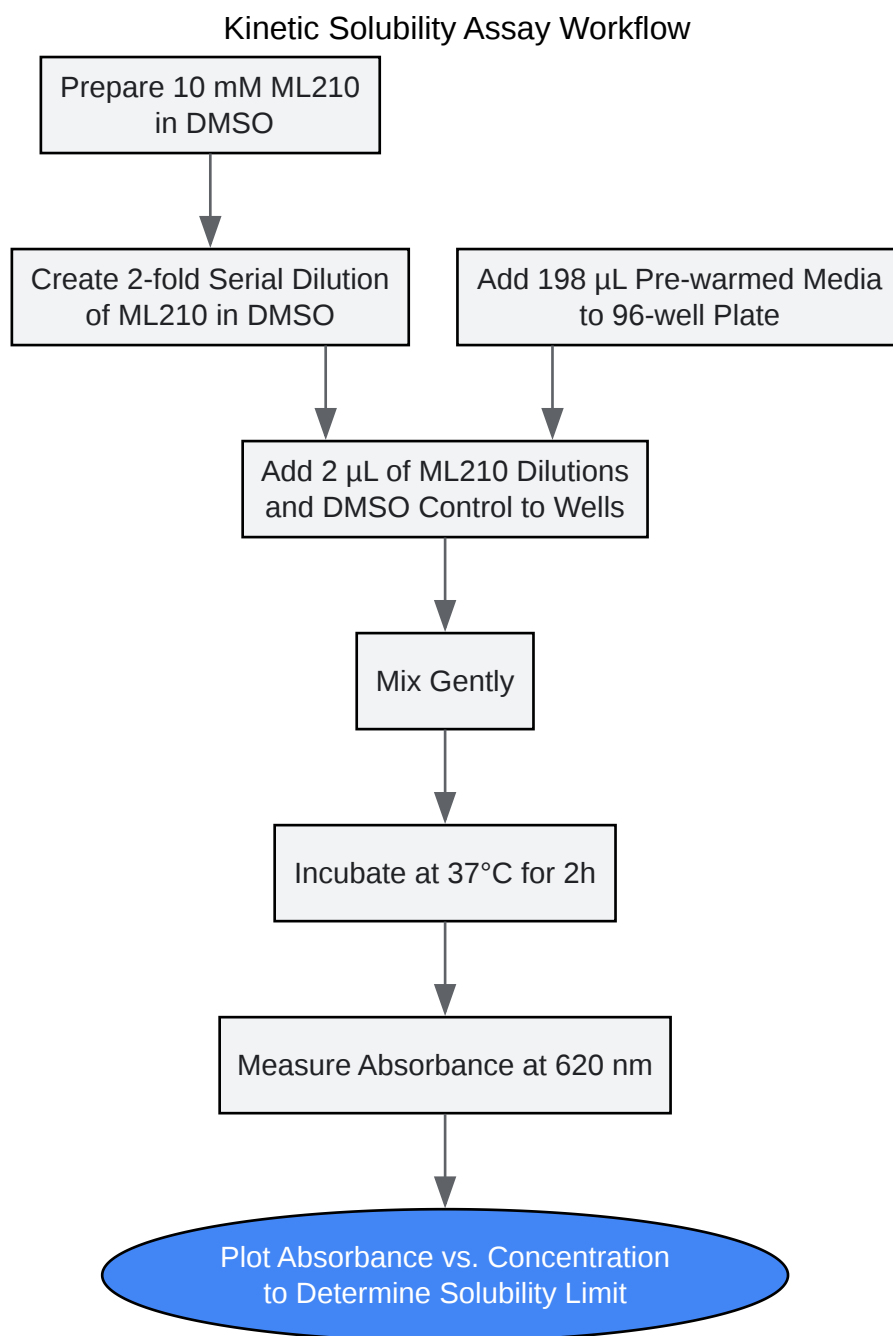 Kinetic Solubility Assay Workflow
Prepare 10 mM ML210
in DMSO
Create 2-fold Serial Dilution
of ML210 in DMSO
Add 198 µL Pre-warmed Media
to 96-well Plate
Add 2 µL of ML210 Dilutions
and DMSO Control to Wells
Mix Gently
Incubate at 37°C for 2h
Measure Absorbance at 620 nm
Plot Absorbance vs. Concentration
to Determine Solubility Limit